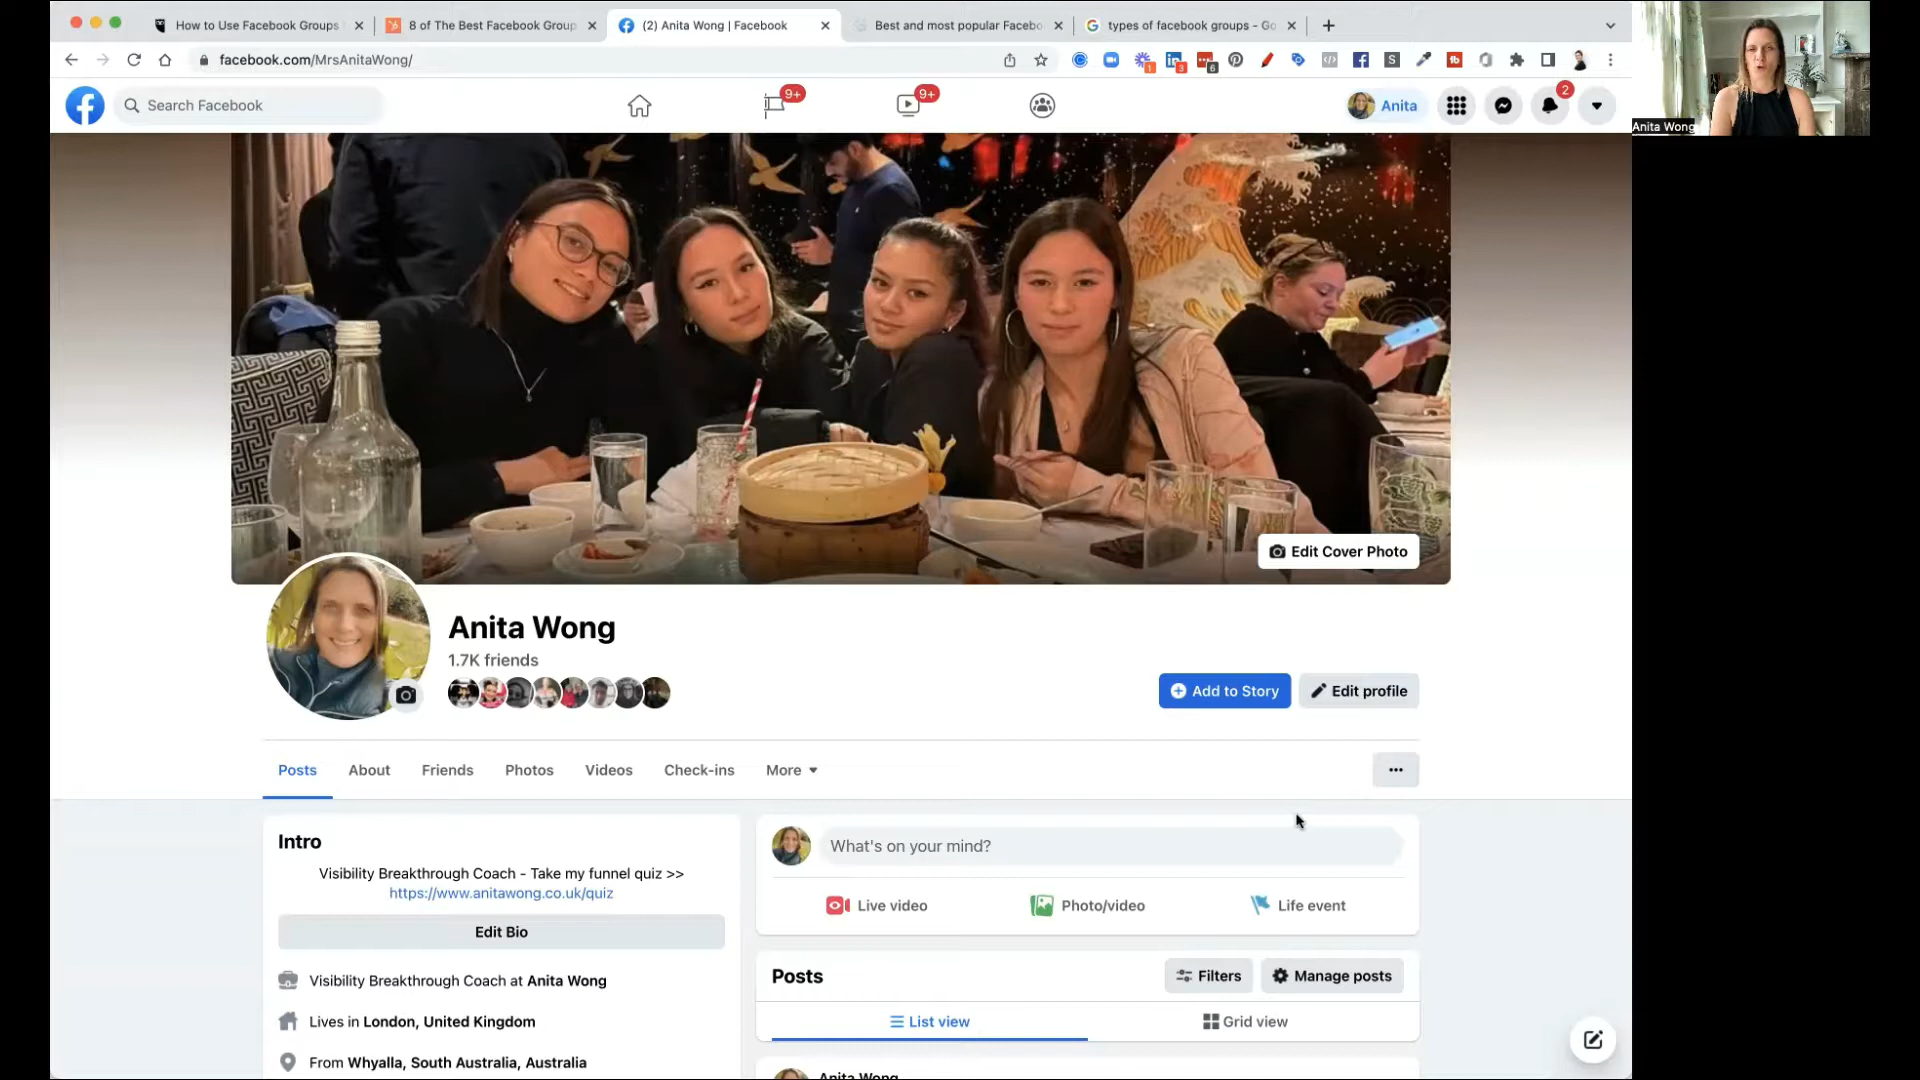 How to Use Facebook Groups
8 of The Best Facebook Group
(2) Anita Wong | Facebook
Best and most popular Facebo
types of facebook groups - Go
facebook.com/MrsAnitaWong/
1
3
6
Search Facebook
9+
9+
Anita
2
Anita Wong
Edit Cover Photo
Anita Wong
1.7K friends
Add to Story
Edit profile
Posts
About
Friends
Photos
Videos
Check-ins
More
Intro
Visibility Breakthrough Coach - Take my funnel quiz >>
https://www.anitawong.co.uk/quiz
Edit Bio
Visibility Breakthrough Coach at Anita Wong
Lives in London, United Kingdom
From Whyalla, South Australia, Australia
What's on your mind?
Live video
Photo/video
Life event
Posts
Filters
Manage posts
List view
Grid view
Anita Wong